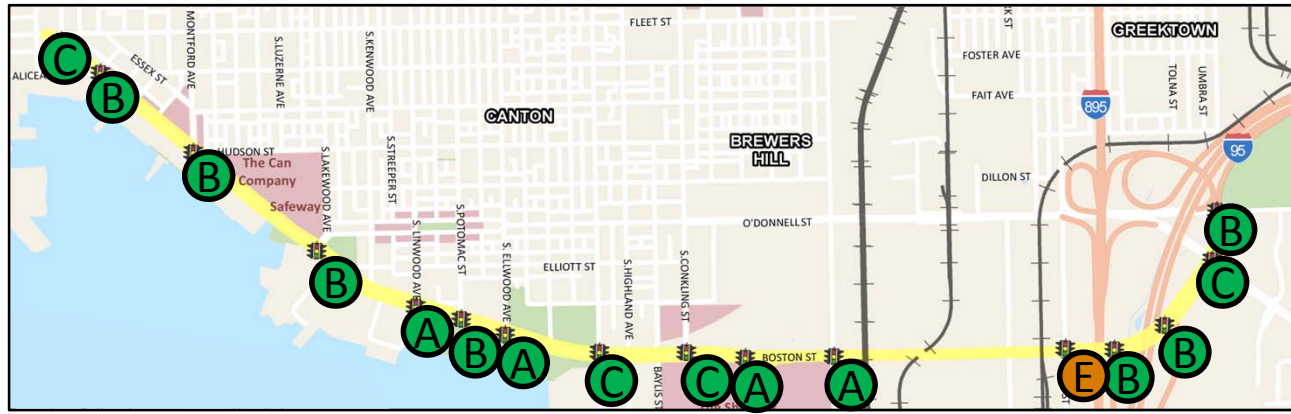 FLEET ST
GREEKTOWN
MONTFORD AVE
S.LUZERNE AVE
S.KENWOOD AVE
FOSTER AVE
ESSEX ST
C
B
FAIT AVE
TOLNA ST
UMBRA ST
895
95
CANTON
BREWERS
HILL
HUDSON ST
The Can
Company
Safeway
B
S.LAKEWOOD AVE
S.STREEPER ST
DILLON ST
O'DONNELL ST
S.LINWOOD AVE
S.POTOMAC ST
S. ELLWOOD AVE
ELLIOTT ST
S.HIGHLAND AVE
S.CONKLING ST
B
B
C
A
B
A
BOSTON ST
C
C
A
A
E
B
B
BAYLIS ST